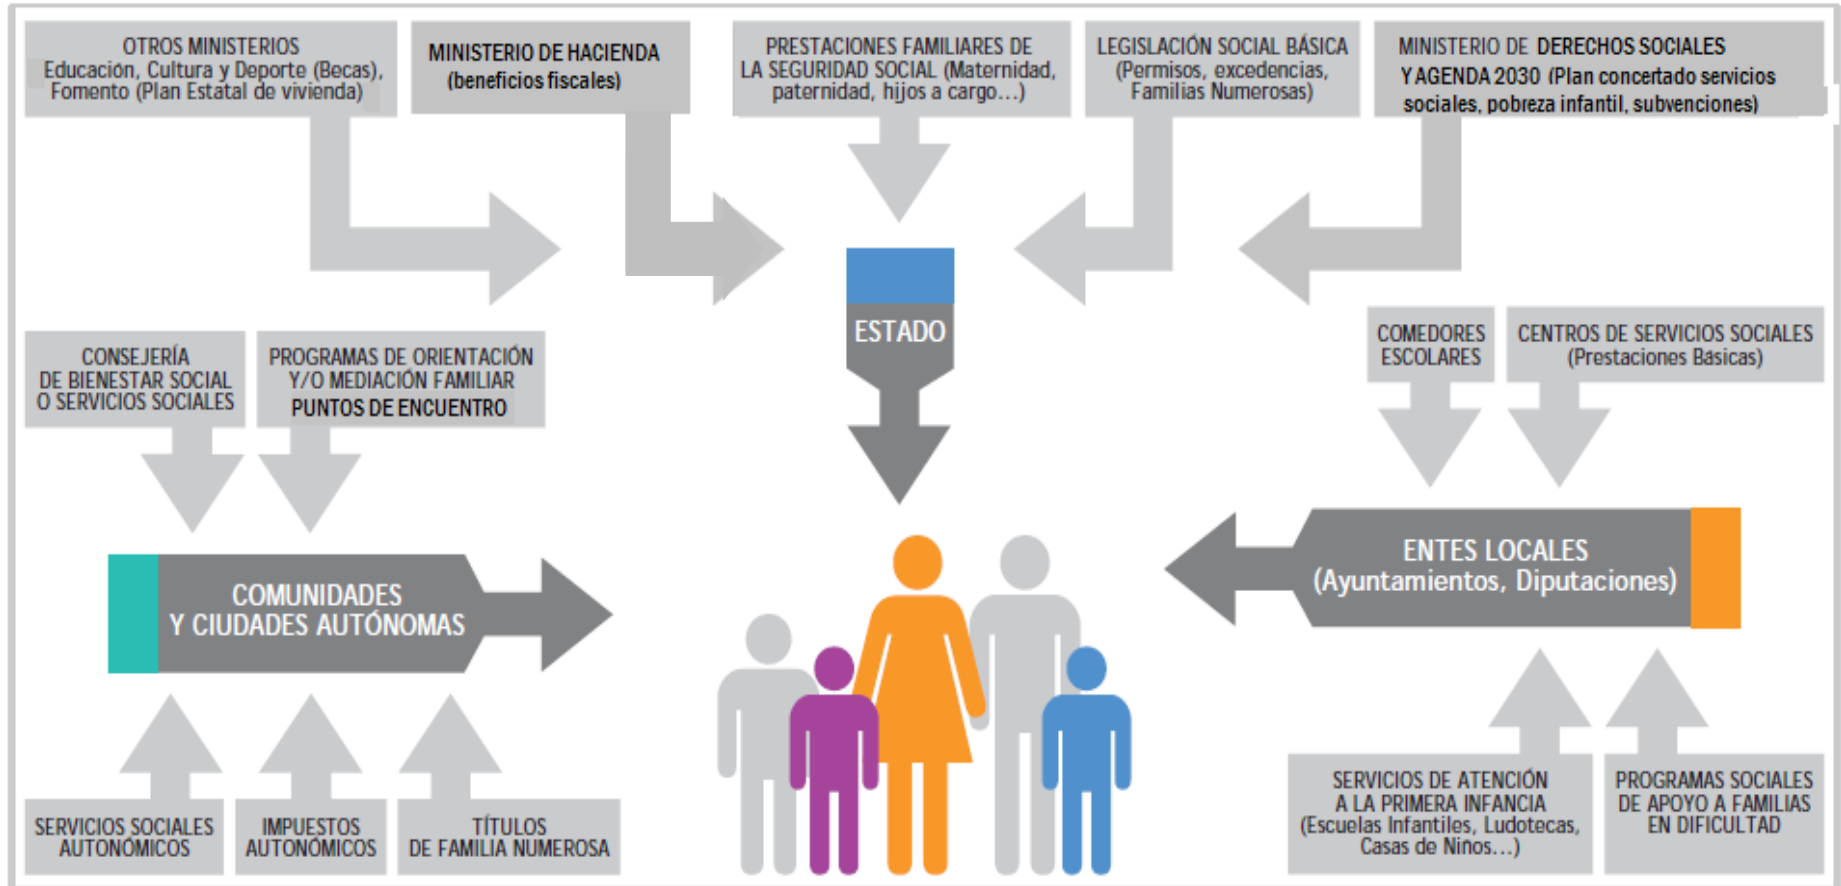 OTROS MINISTERIOS
Educación, Cultura y Deporte (Becas),
Fomento (Plan Estatal de vivienda)
MINISTERIO DE HACIENDA
(beneficios fiscales)
PRESTACIONES FAMILIARES DE
LA SEGURIDAD SOCIAL (Maternidad,
paternidad, hijos a cargo...)
LEGISLACIÓN SOCIAL BÁSICA
(Permisos, excedencias,
Familias Numerosas)
MINISTERIO DE DERECHOS SOCIALES
Y AGENDA 2030 (Plan concertado servicios
sociales, pobreza infantil, subvenciones)
ESTADO
CONSEJERÍA
DE BIENESTAR SOCIAL
O SERVICIOS SOCIALES
PROGRAMAS DE ORIENTACIÓN
Y/O MEDIACIÓN FAMILIAR
PUNTOS DE ENCUENTRO
COMEDORES
ESCOLARES
CENTROS DE SERVICIOS SOCIALES
(Prestaciones Básicas)
COMUNIDADES
Y CIUDADES AUTÓNOMAS
ENTES LOCALES
(Ayuntamientos, Diputaciones)
SERVICIOS SOCIALES
AUTONÓMICOS
IMPUESTOS
AUTONÓMICOS
TÍTULOS
DE FAMILIA NUMEROSA
SERVICIOS DE ATENCIÓN
A LA PRIMERA INFANCIA
(Escuelas Infantiles, Ludotecas,
Casas de Niños...)
PROGRAMAS SOCIALES
DE APOYO A FAMILIAS
EN DIFICULTAD